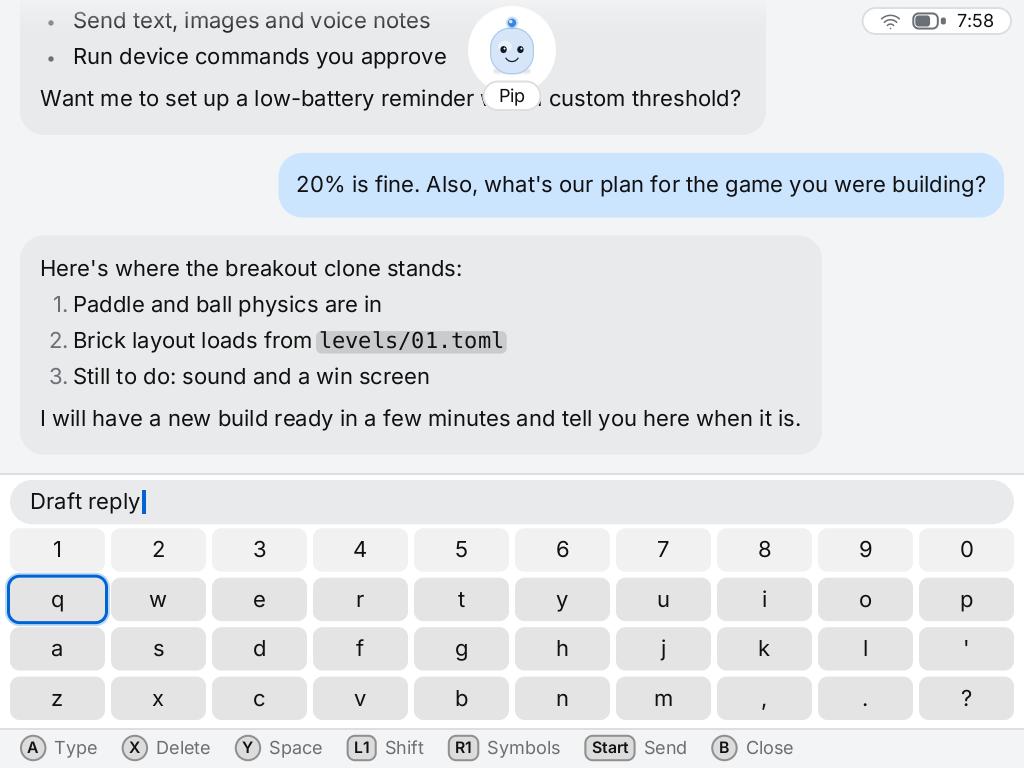 Send text, images and voice notes
7:58
Run device commands you approve
Want me to set up a low-battery reminder custom threshold?
Pip
20% is fine. Also, what's our plan for the game you were building?
Here's where the breakout clone stands:
1. Paddle and ball physics are in
2. Brick layout loads from levels/01.toml
3. Still to do: sound and a win screen
I will have a new build ready in a few minutes and tell you here when it is.
Draft reply
1 2 3 4 5 6 7 8 9 0
q w e r t y u i o p
a s d f g h j k l '
z x c v b n m , . ?
A Type X Delete Y Space L1 Shift R1 Symbols Start Send B Close